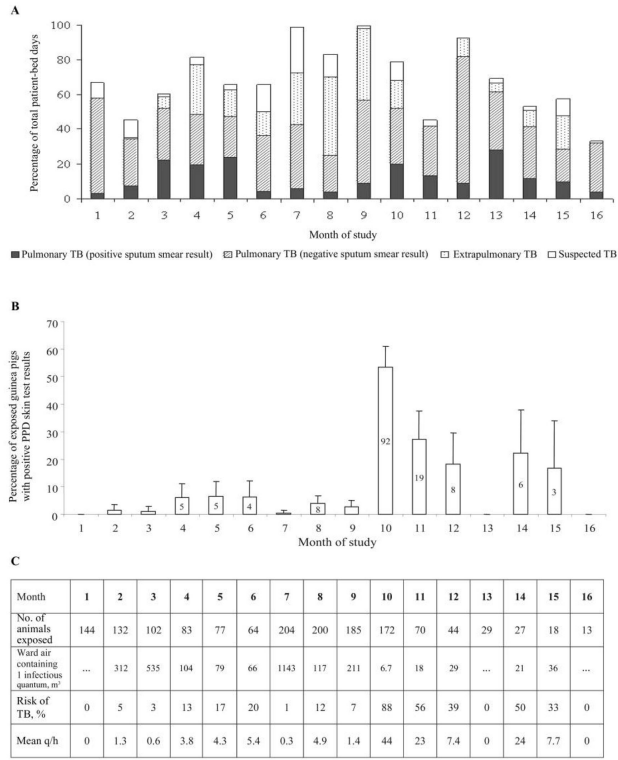 A
Percentage of total patient-bed days
100
80
60
40
20
0
1 2 3 4 5 6 7 8 9 10 11 12 13 14 15 16
Month of study
Pulmonary TB (positive sputum smear result) Pulmonary TB (negative sputum smear result) Extrapulmonary TB Suspected TB
B
Percentage of exposed guinea pigs
with positive PPD skin test results
70
60
50
40
30
20
10
0
5 5 4 8 92 19 8 6 3
1 2 3 4 5 6 7 8 9 10 11 12 13 14 15 16
Month of study
C
Month 1 2 3 4 5 6 7 8 9 10 11 12 13 14 15 16
No. of
animals
exposed
144 132 102 83 77 64 204 200 185 172 70 44 29 27 18 13
Ward air
containing
1 infectious
quantum, m³
... 312 535 104 79 66 1143 117 211 6.7 18 29 ... 21 36 ...
Risk of
TB, %
0 5 3 13 17 20 1 12 7 88 56 39 0 50 33 0
Mean q/h 0 1.3 0.6 3.8 4.3 5.4 0.3 4.9 1.4 44 23 7.4 0 24 7.7 0